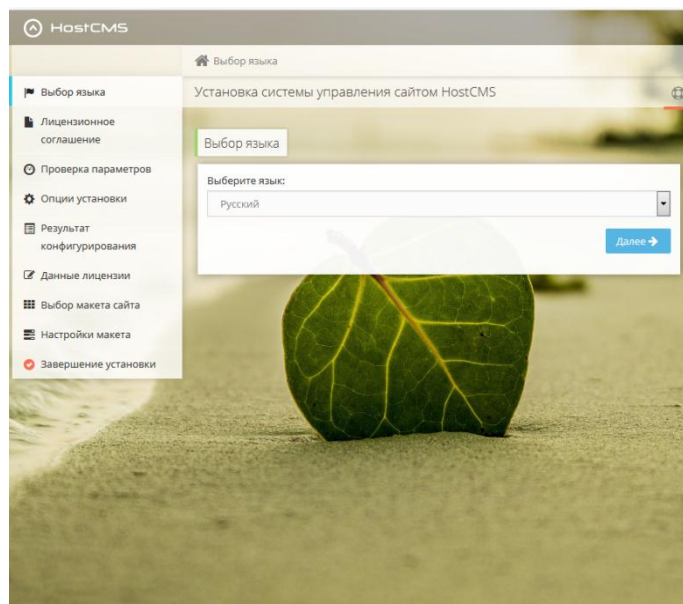 HostCMS
Выбор языка
Установка системы управления сайтом HostCMS
Выбор языка
Лицензионное
соглашение
Проверка параметров
Опции установки
Результат
конфигурирования
Данные лицензии
Выбор макета сайта
Настройки макета
Завершение установки
Выбор языка
Выберите язык:
Русский
Далее